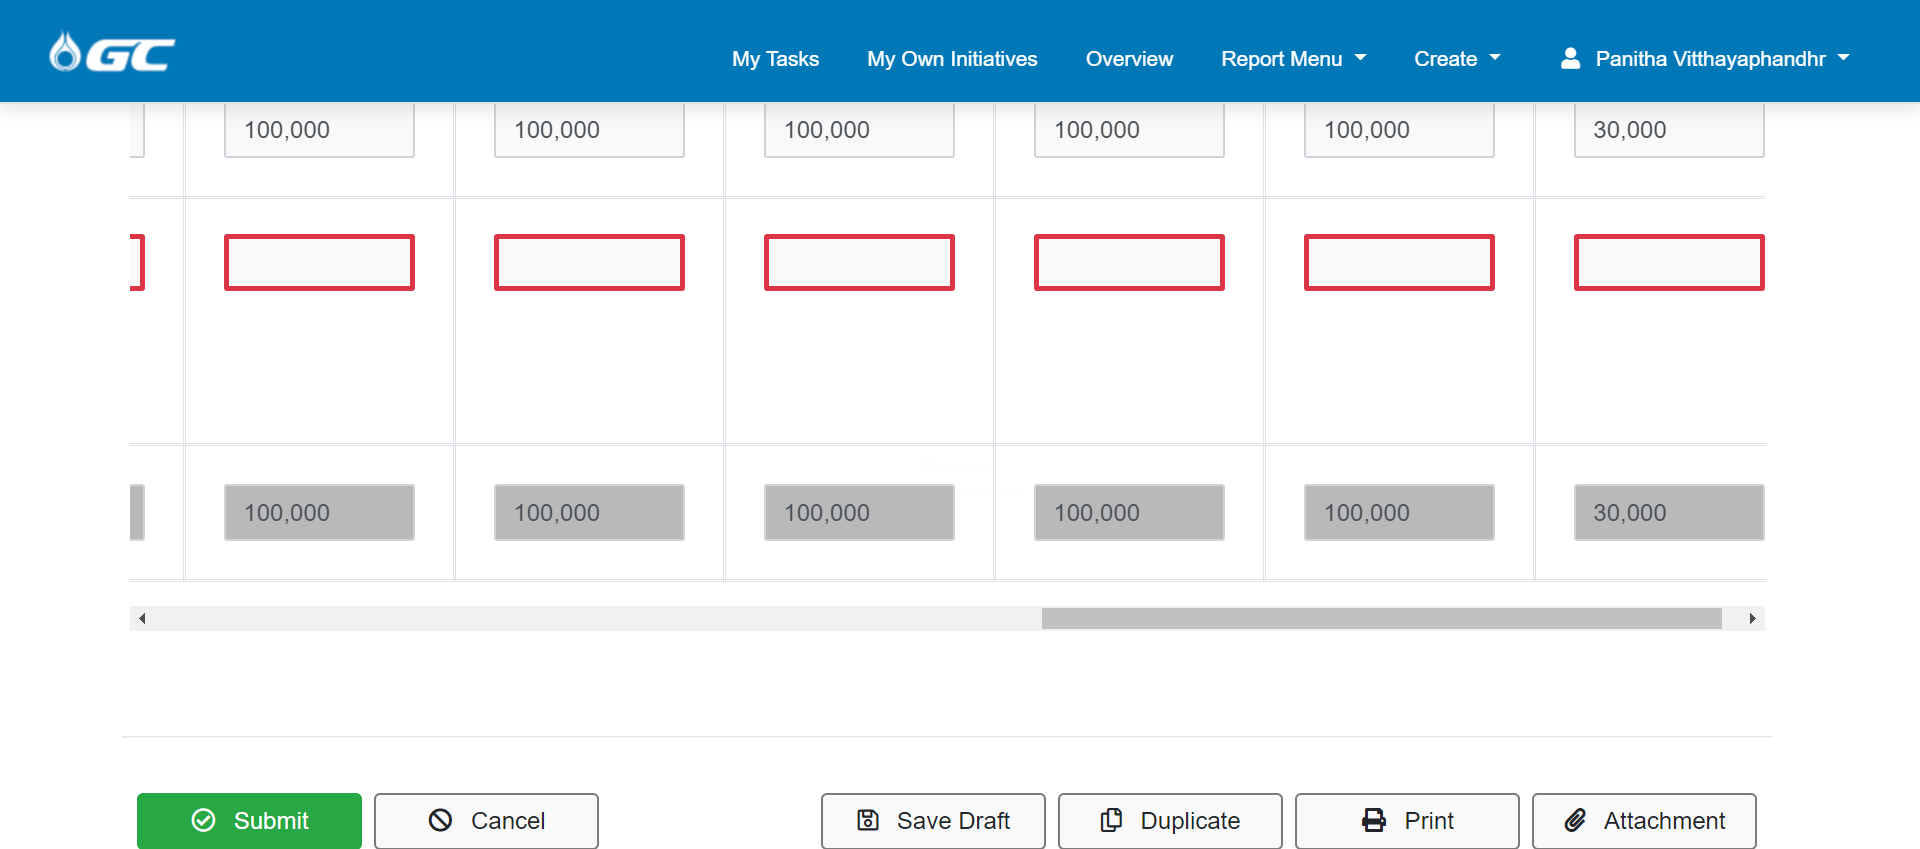 GC
My Tasks My Own Initiatives Overview Report Menu Create Panitha Vitthayaphandhr
100,000 100,000 100,000 100,000 100,000 30,000
100,000 100,000 100,000 100,000 100,000 30,000
Submit Cancel Save Draft Duplicate Print Attachment